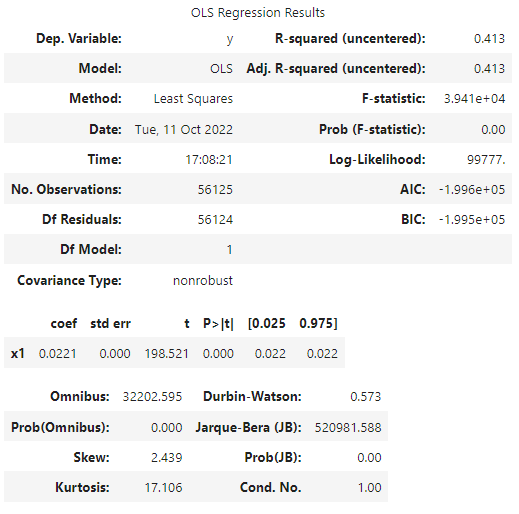 OLS Regression Results
Dep. Variable: y R-squared (uncentered): 0.413
Model: OLS Adj. R-squared (uncentered): 0.413
Method: Least Squares F-statistic: 3.941e+04
Date: Tue, 11 Oct 2022 Prob (F-statistic): 0.00
Time: 17:08:21 Log-Likelihood: 99777.
No. Observations: 56125 AIC: -1.996e+05
Df Residuals: 56124 BIC: -1.995e+05
Df Model: 1
Covariance Type: nonrobust
coef std err t P>|t| [0.025 0.975]
x1 0.0221 0.000 198.521 0.000 0.022 0.022
Omnibus: 32202.595 Durbin-Watson: 0.573
Prob(Omnibus): 0.000 Jarque-Bera (JB): 520981.588
Skew: 2.439 Prob(JB): 0.00
Kurtosis: 17.106 Cond. No. 1.00